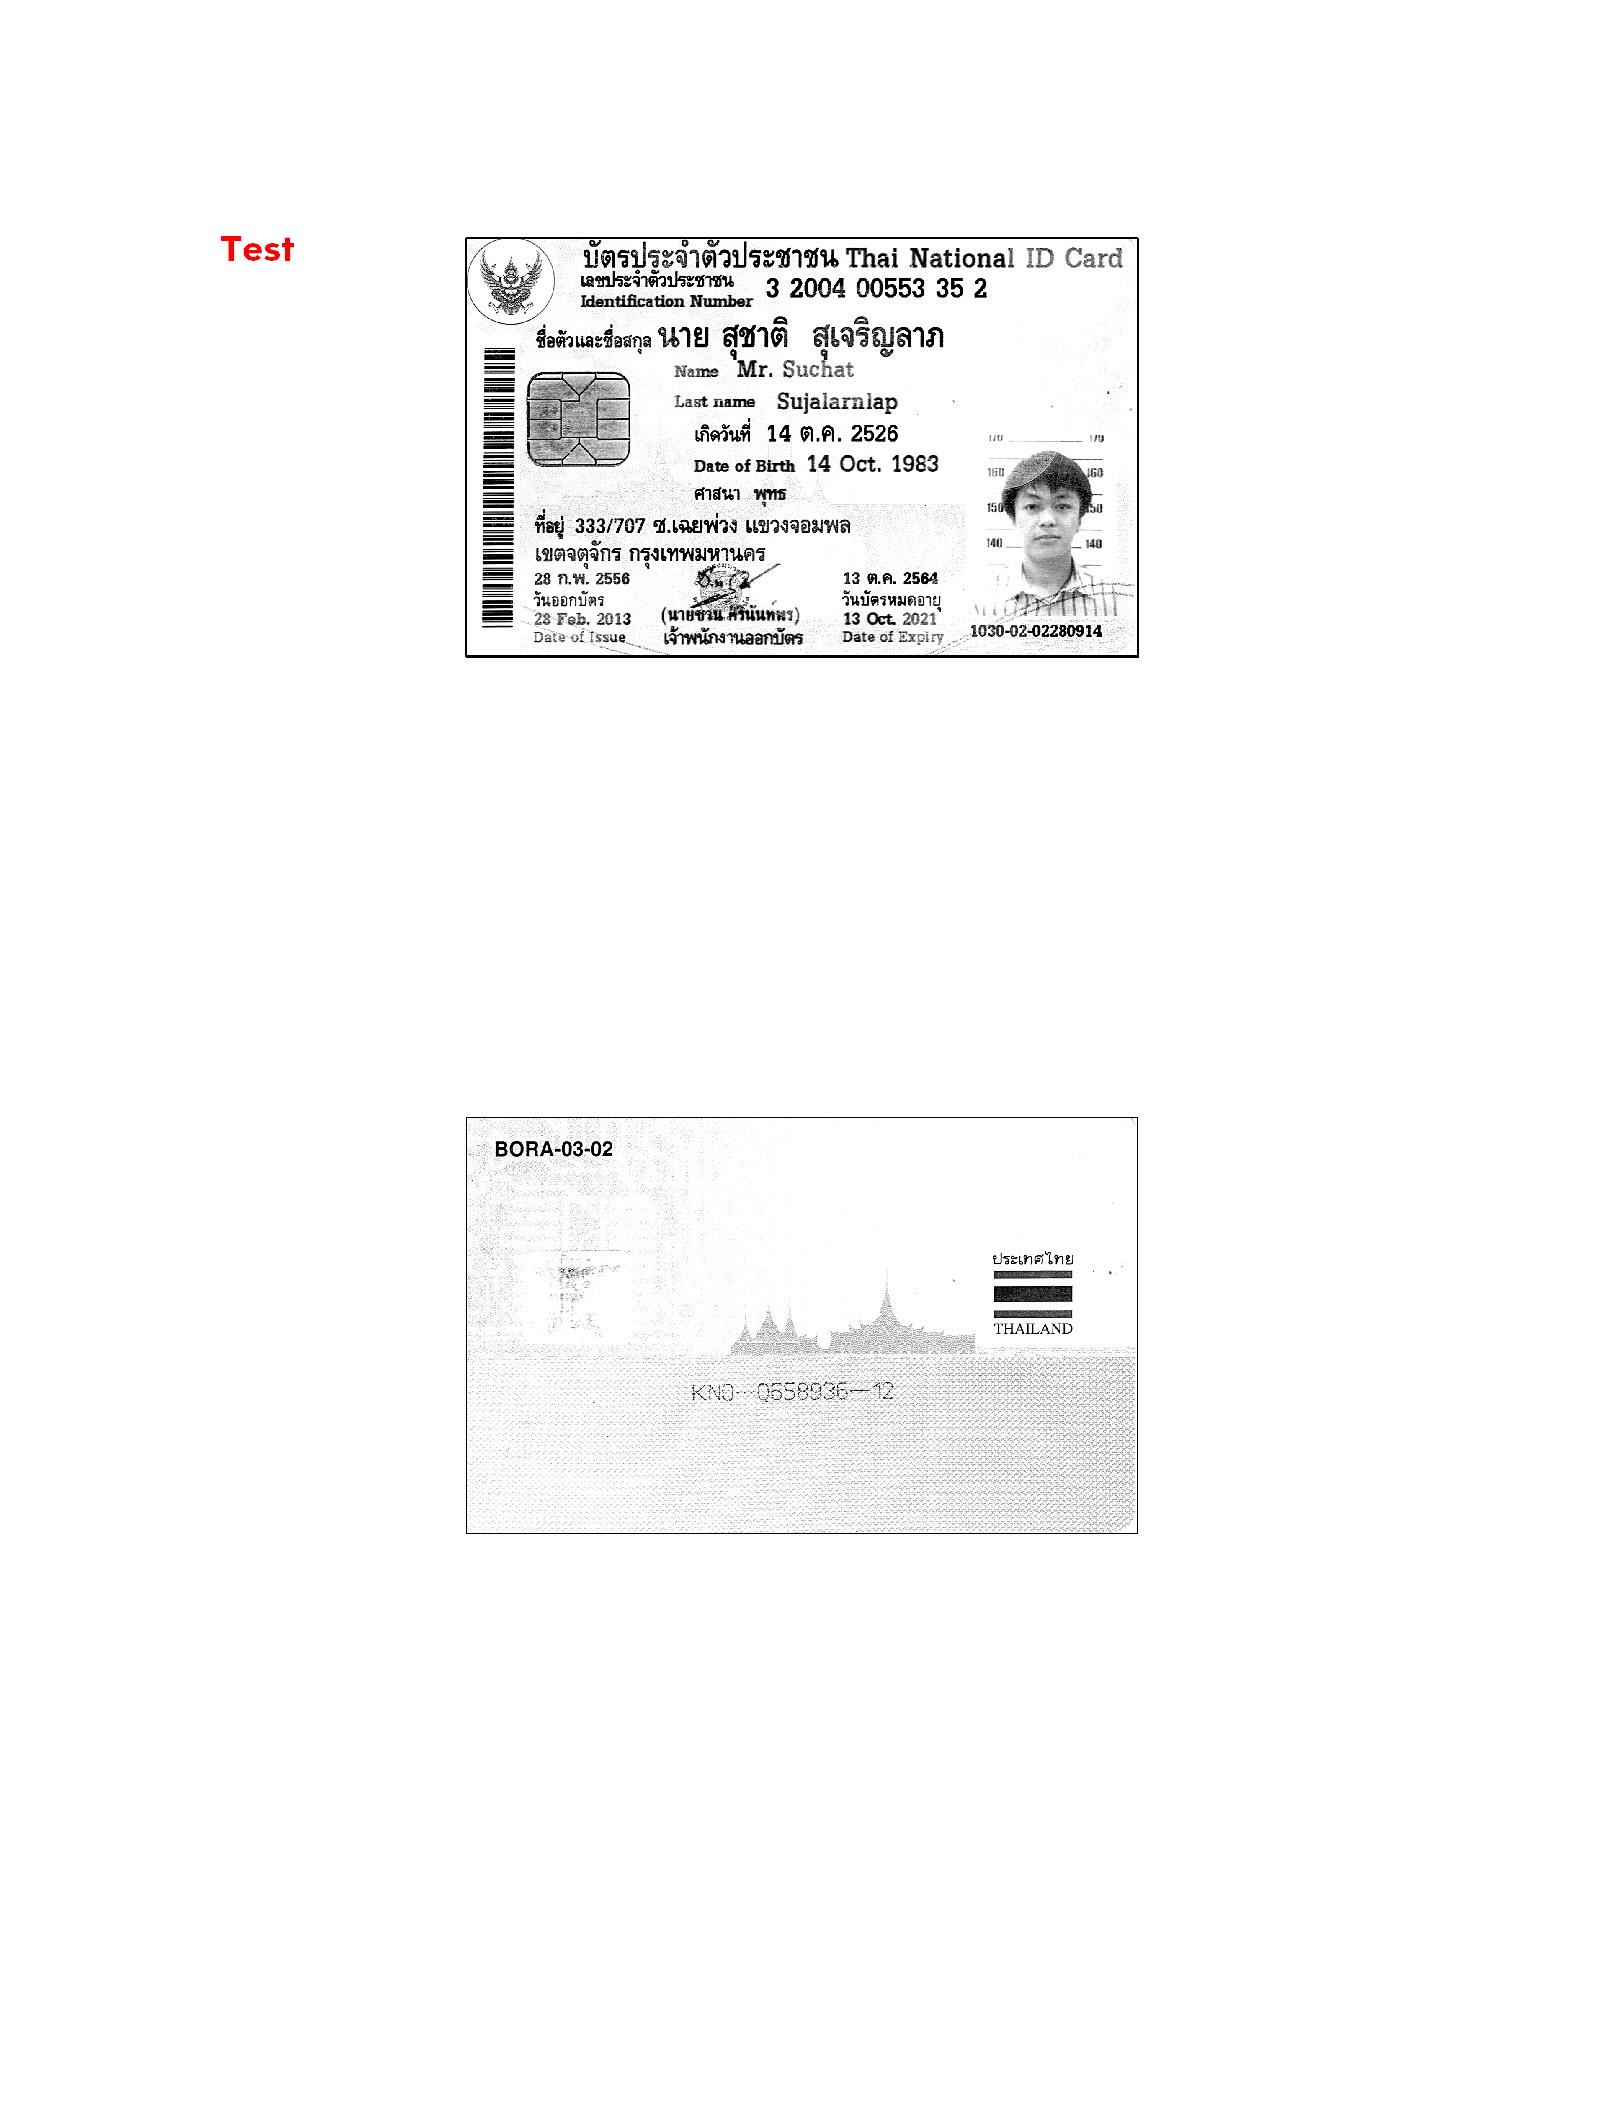 Test
บัตรประจำตัวประชาชน Thai National ID Card
เลขประจำตัวประชาชน
Identification Number 3 2004 00553 35 2
ชื่อตัวและชื่อสกุล นาย สุชาติ สุเจริญลาภ
Name Mr. Suchat
Last name Sujalarnlap
เกิดวันที่ 14 ต.ค. 2526
Date of Birth 14 Oct. 1983
ศาสนา พุทธ
ที่อยู่ 333/707 ซ.เฉยพ่วง แขวงจอมพล
เขตจตุจักร กรุงเทพมหานคร
28 ก.พ. 2556 13 ต.ค. 2564
วันออกบัตร วันบัตรหมดอายุ
28 Feb. 2013 (นายชวน ศิรินันท์พร) 13 Oct. 2021
Date of Issue เจ้าพนักงานออกบัตร Date of Expiry
170 170
160 160
150 150
140 140
1030-02-02280914
BORA-03-02
ประเทศไทย
THAILAND